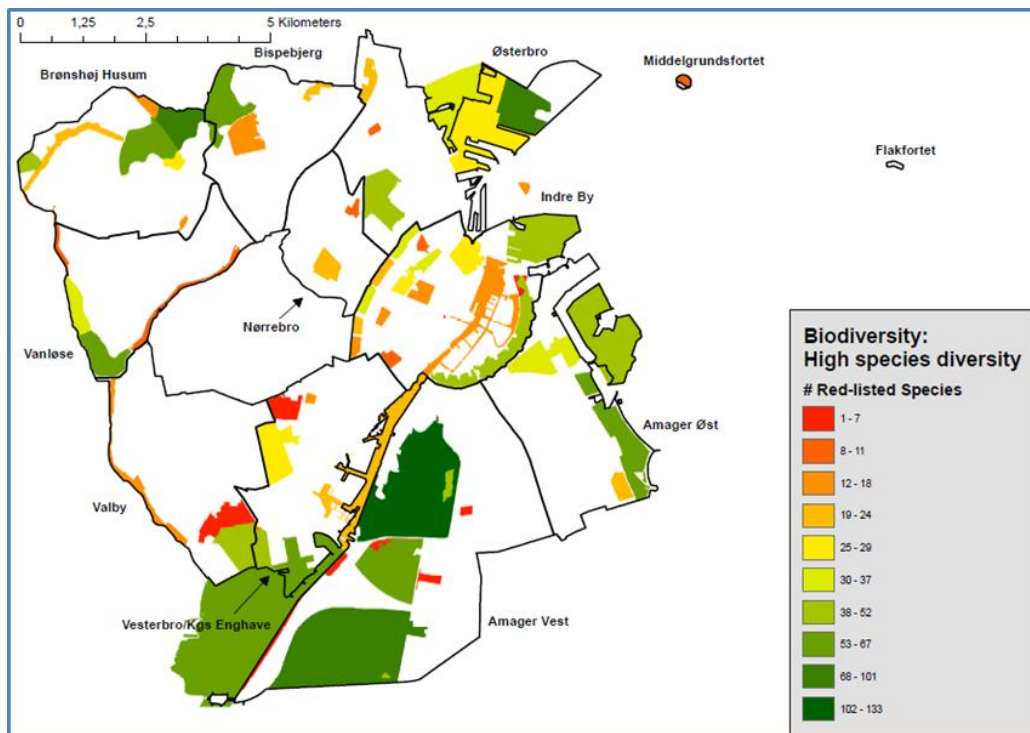 0 1,25 2,5 5 Kilometers
Bispebjerg
Østerbro
Middelgrundsfortet
Brønshøj Husum
Flakfortet
Indre By
Nørrebro
Vanløse
Amager Øst
Valby
Vesterbro/Kgs Enghave
Amager Vest
Biodiversity:
High species diversity
# Red-listed Species
1 - 7
8 - 11
12 - 18
19 - 24
25 - 29
30 - 37
38 - 52
53 - 67
68 - 101
102 - 133